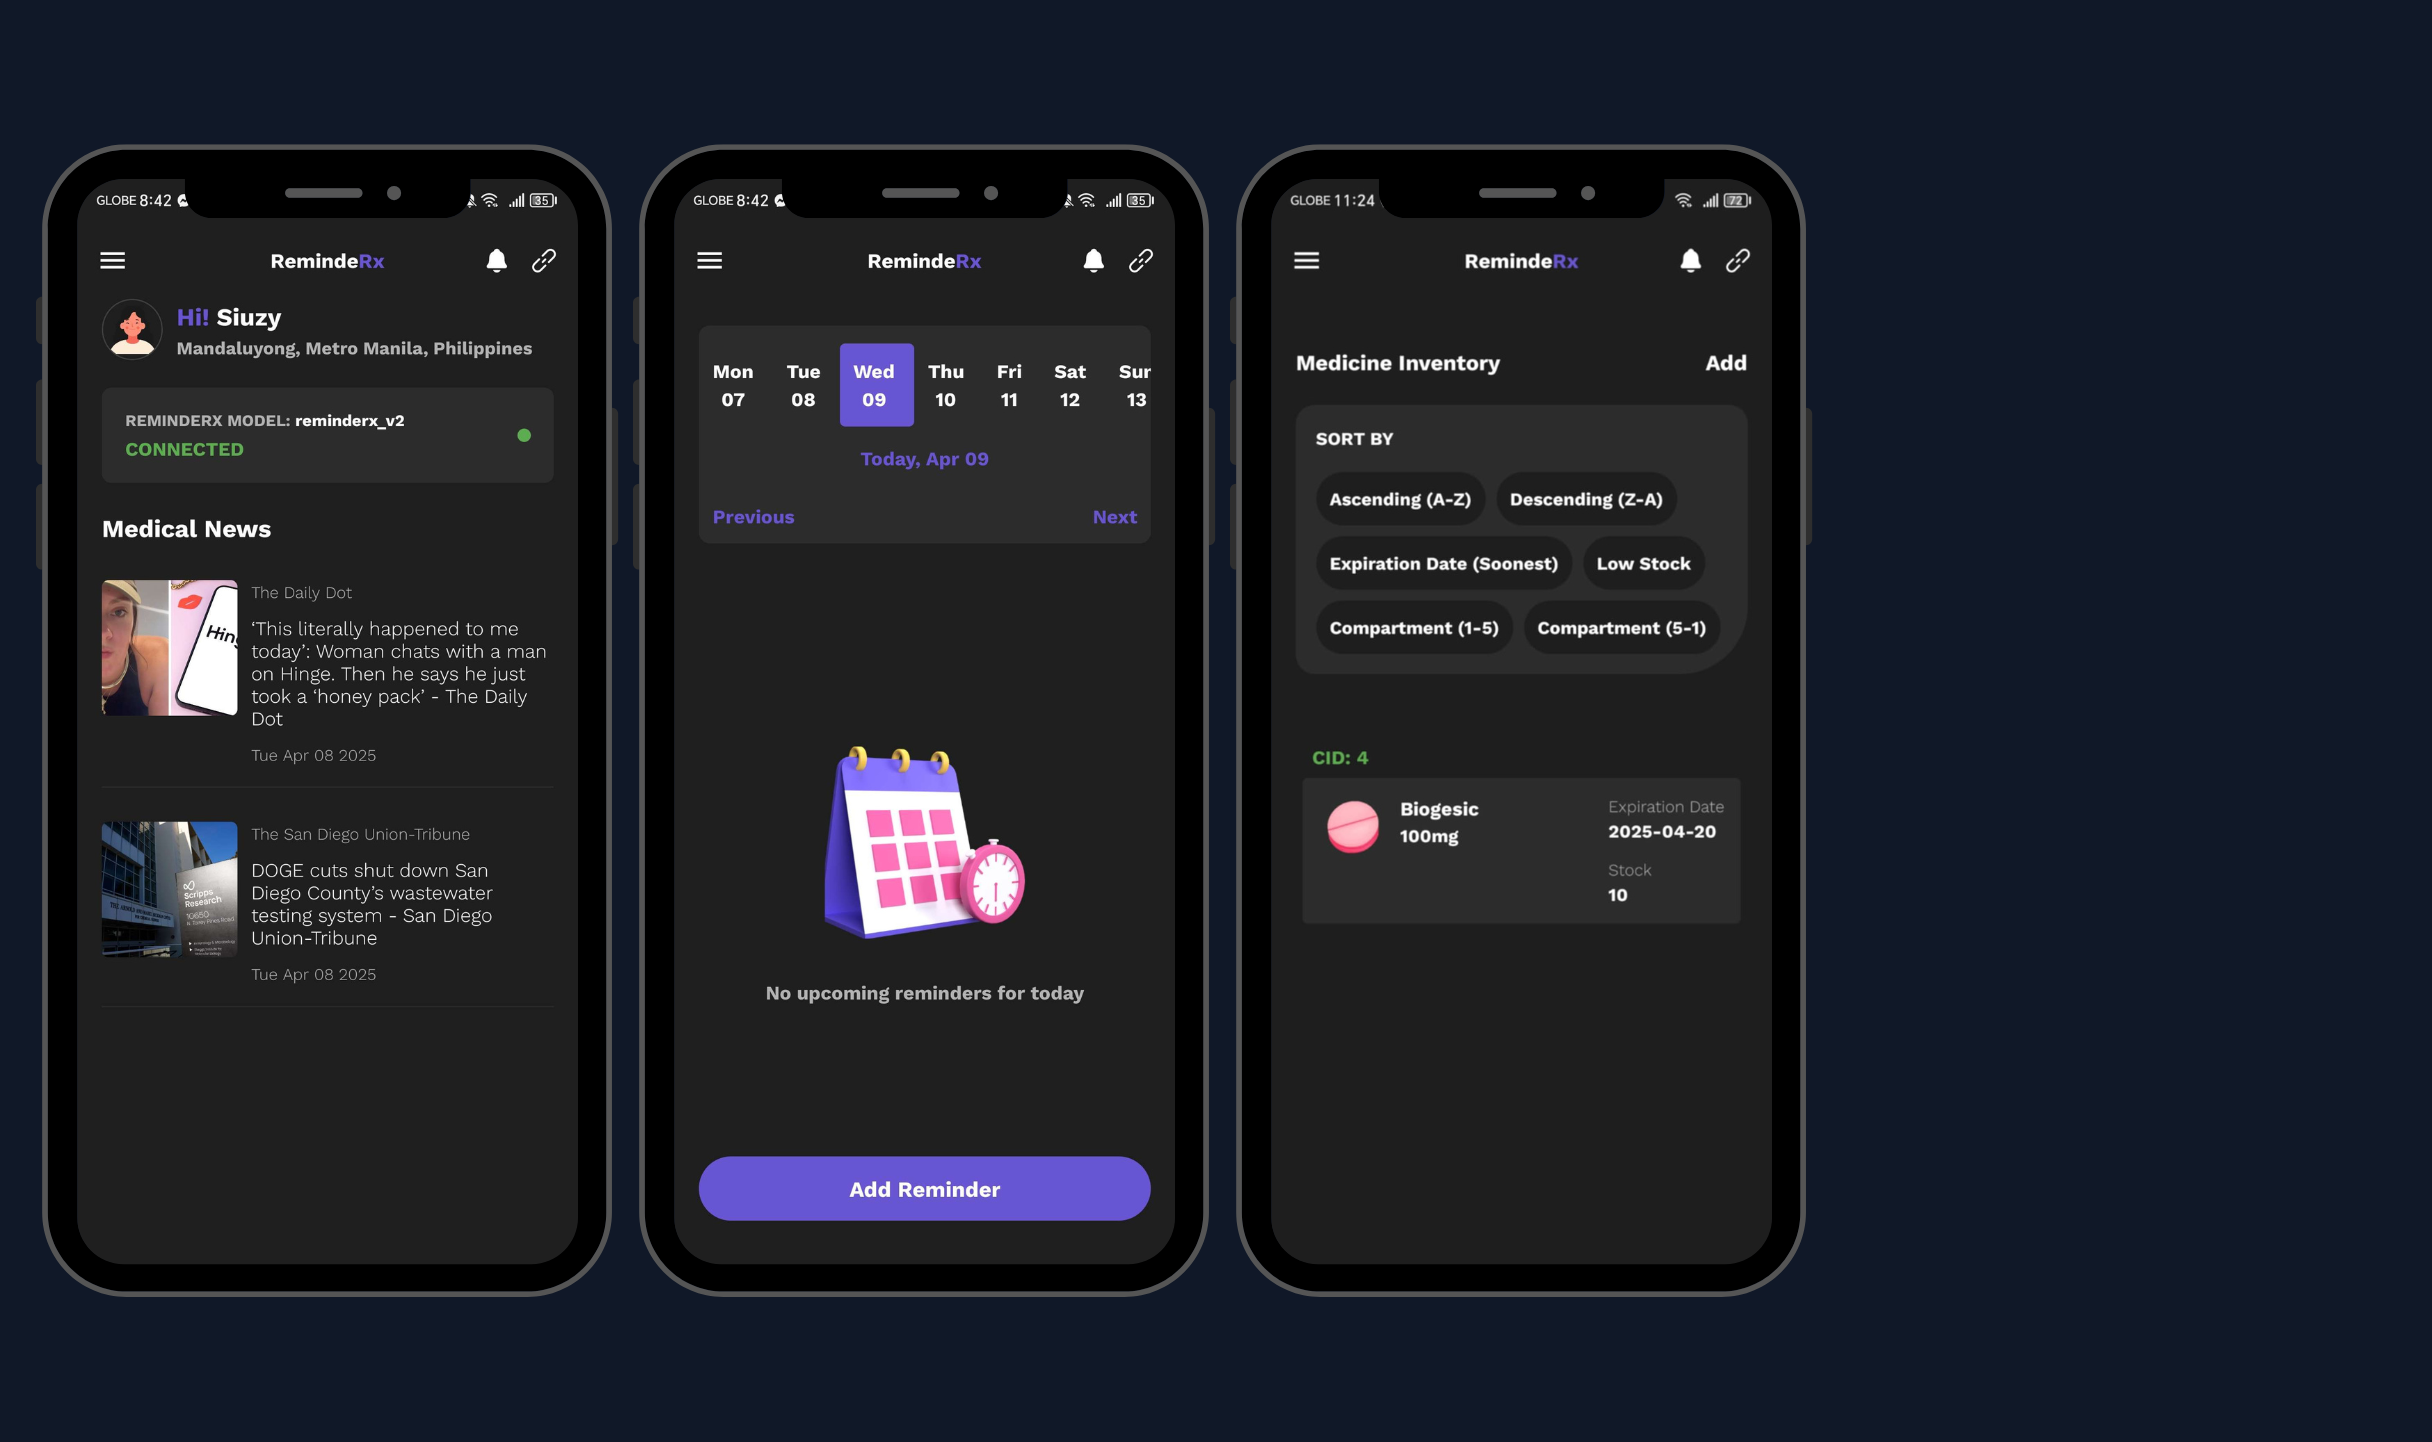 GLOBE 8:42
35
RemindeRx
Hi! Siuzy
Mandaluyong, Metro Manila, Philippines
REMINDERX MODEL: reminderx_v2
CONNECTED
Medical News
The Daily Dot
‘This literally happened to me
today’: Woman chats with a man
on Hinge. Then he says he just
took a ‘honey pack’ - The Daily
Dot
Tue Apr 08 2025
The San Diego Union-Tribune
DOGE cuts shut down San
Diego County’s wastewater
testing system - San Diego
Union-Tribune
Tue Apr 08 2025
Scripps
Research
10650
GLOBE 8:42
35
RemindeRx
Mon Tue Wed Thu Fri Sat Sun
07 08 09 10 11 12 13
Today, Apr 09
Previous Next
No upcoming reminders for today
Add Reminder
GLOBE 11:24
72
RemindeRx
Medicine Inventory Add
SORT BY
Ascending (A-Z) Descending (Z-A)
Expiration Date (Soonest) Low Stock
Compartment (1-5) Compartment (5-1)
CID: 4
Biogesic
100mg
Expiration Date
2025-04-20
Stock
10